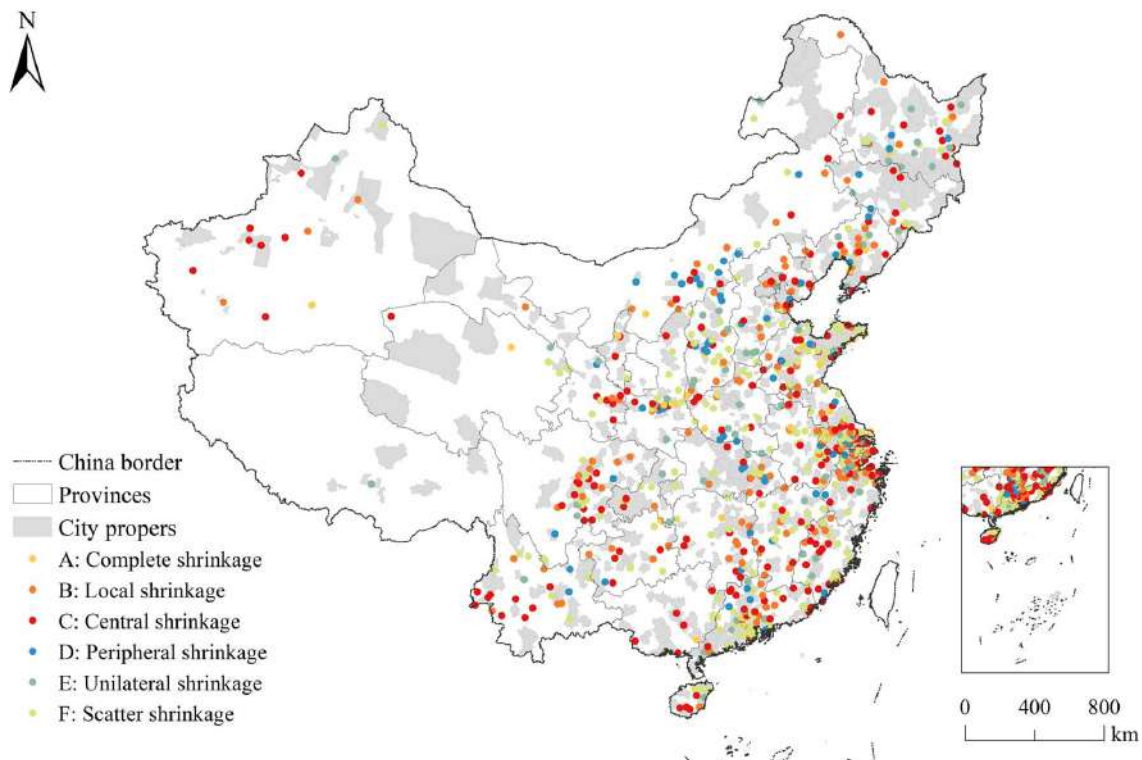 N
China border
Provinces
City propers
A: Complete shrinkage
B: Local shrinkage
C: Central shrinkage
D: Peripheral shrinkage
E: Unilateral shrinkage
F: Scatter shrinkage
0 400 800
km